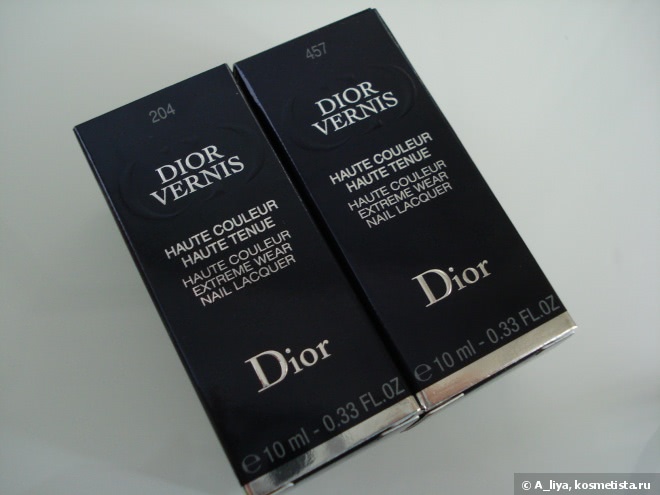 204
DIOR
VERNIS
HAUTE COULEUR
HAUTE TENUE
HAUTE COULEUR
EXTREME WEAR
NAIL LACQUER
Dior
℮ 10 ml - 0.33 FL.OZ
457
DIOR
VERNIS
HAUTE COULEUR
HAUTE TENUE
HAUTE COULEUR
EXTREME WEAR
NAIL LACQUER
Dior
℮ 10 ml - 0.33 FL.OZ
© A_liya, kosmetista.ru